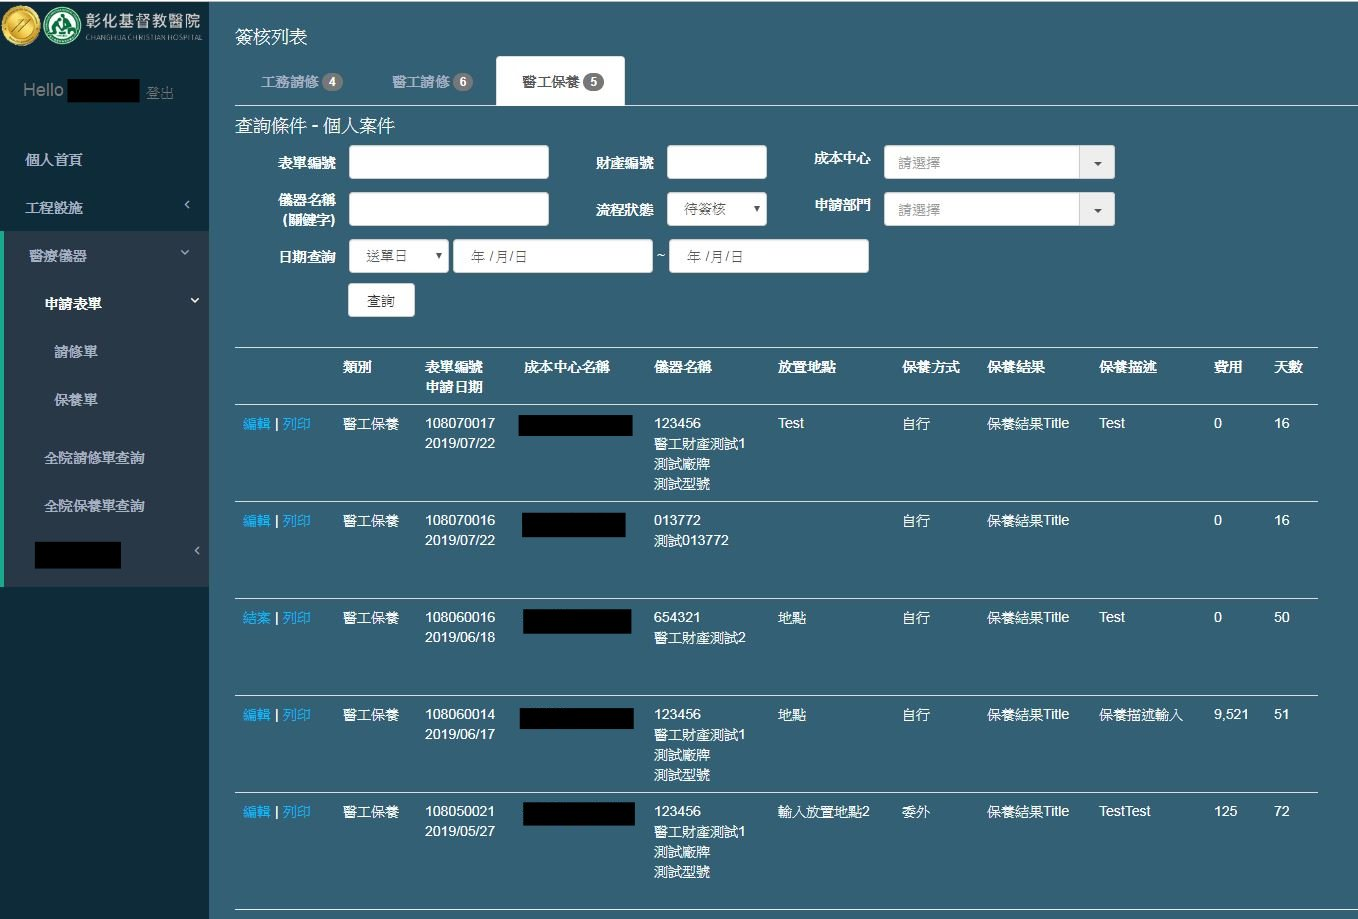 彰化基督教醫院
CHANGHUA CHRISTIAN HOSPITAL
Hello 登出
個人首頁
工程設施
醫療儀器
申請表單
請修單
保養單
全院請修單查詢
全院保養單查詢
簽核列表
工務請修 4 醫工請修 6 醫工保養 5
查詢條件 - 個人案件
表單編號 財產編號 成本中心 請選擇
儀器名稱
(關鍵字) 流程狀態 待簽核 申請部門 請選擇
日期查詢 送單日 年 /月/日 ~ 年 /月/日
查詢
類別 表單編號 成本中心名稱 儀器名稱 放置地點 保養方式 保養結果 保養描述 費用 天數
申請日期
編輯 | 列印 醫工保養 108070017 123456 Test 自行 保養結果Title Test 0 16
2019/07/22 醫工財產測試1
測試廠牌
測試型號
編輯 | 列印 醫工保養 108070016 013772 自行 保養結果Title 0 16
2019/07/22 測試013772
結案 | 列印 醫工保養 108060016 654321 地點 自行 保養結果Title Test 0 50
2019/06/18 醫工財產測試2
編輯 | 列印 醫工保養 108060014 123456 地點 自行 保養結果Title 保養描述輸入 9,521 51
2019/06/17 醫工財產測試1
測試廠牌
測試型號
編輯 | 列印 醫工保養 108050021 123456 輸入放置地點2 委外 保養結果Title TestTest 125 72
2019/05/27 醫工財產測試1
測試廠牌
測試型號